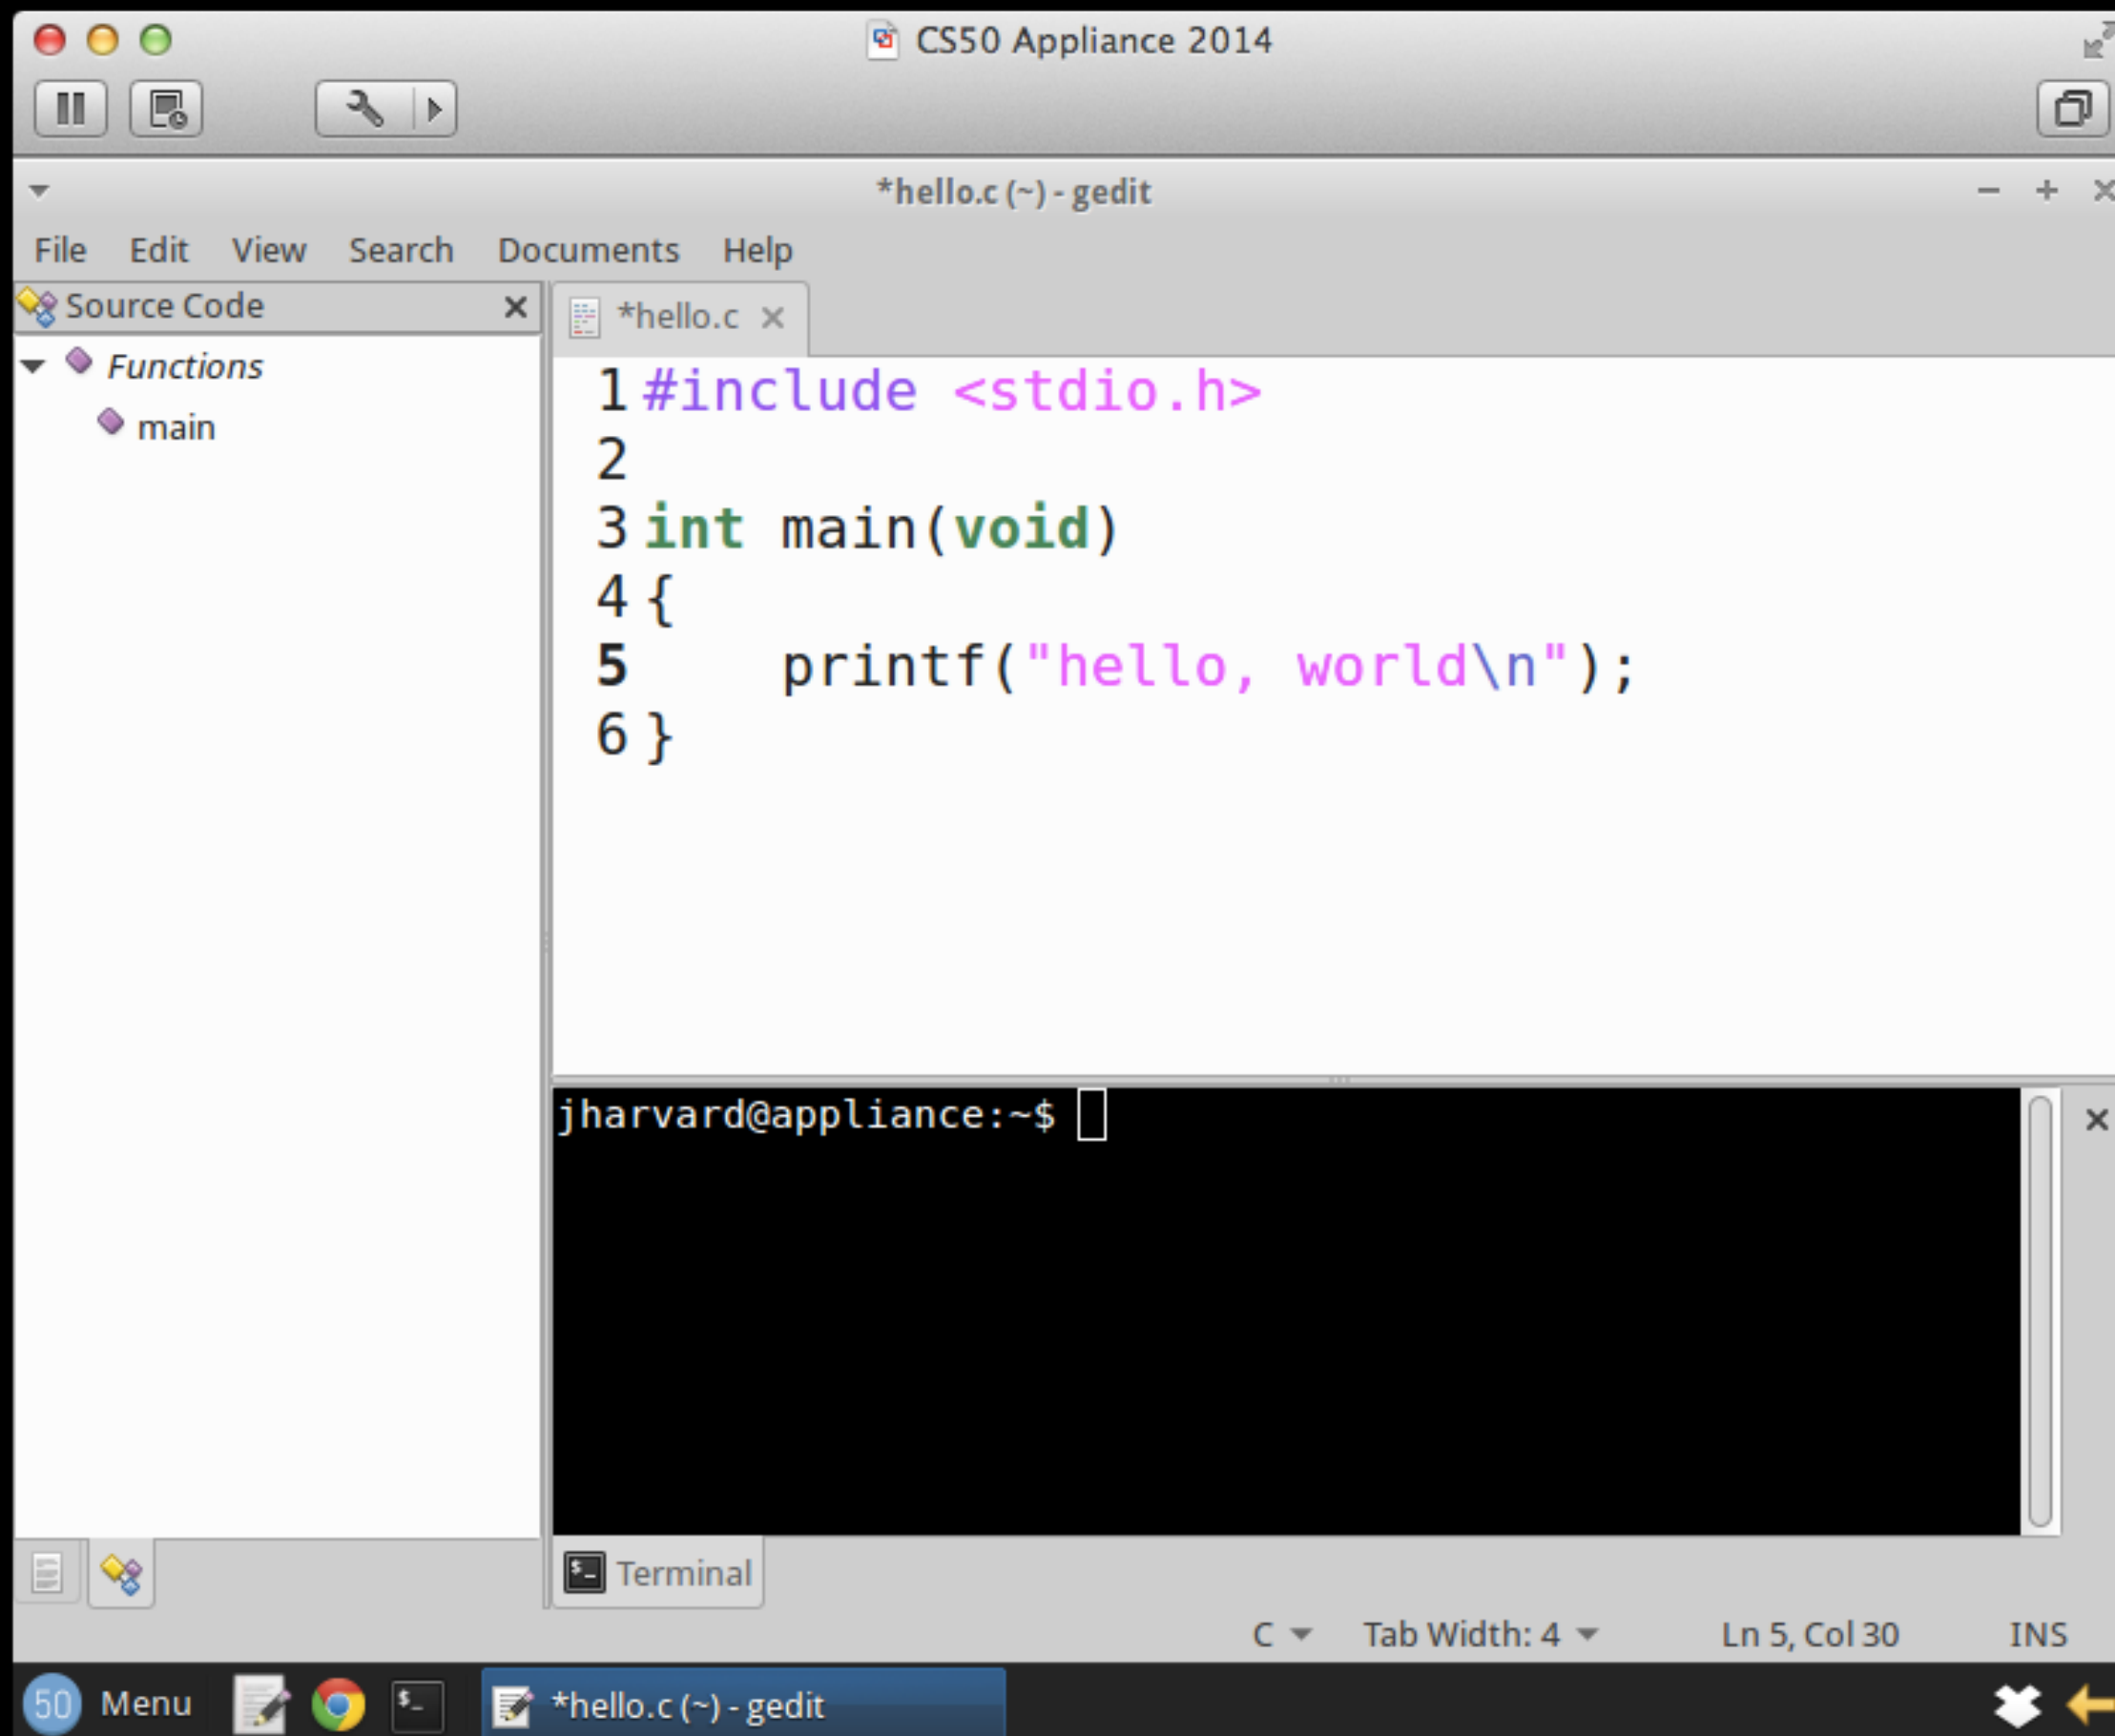 CS50 Appliance 2014
*hello.c (~) - gedit
File Edit View Search Documents Help
Source Code
Functions
main
*hello.c
1 #include <stdio.h>
2
3 int main(void)
4 {
5     printf("hello, world\n");
6 }
jharvard@appliance:~$
$_ Terminal
C Tab Width: 4 Ln 5, Col 30 INS
50 Menu $_ *hello.c (~) - gedit